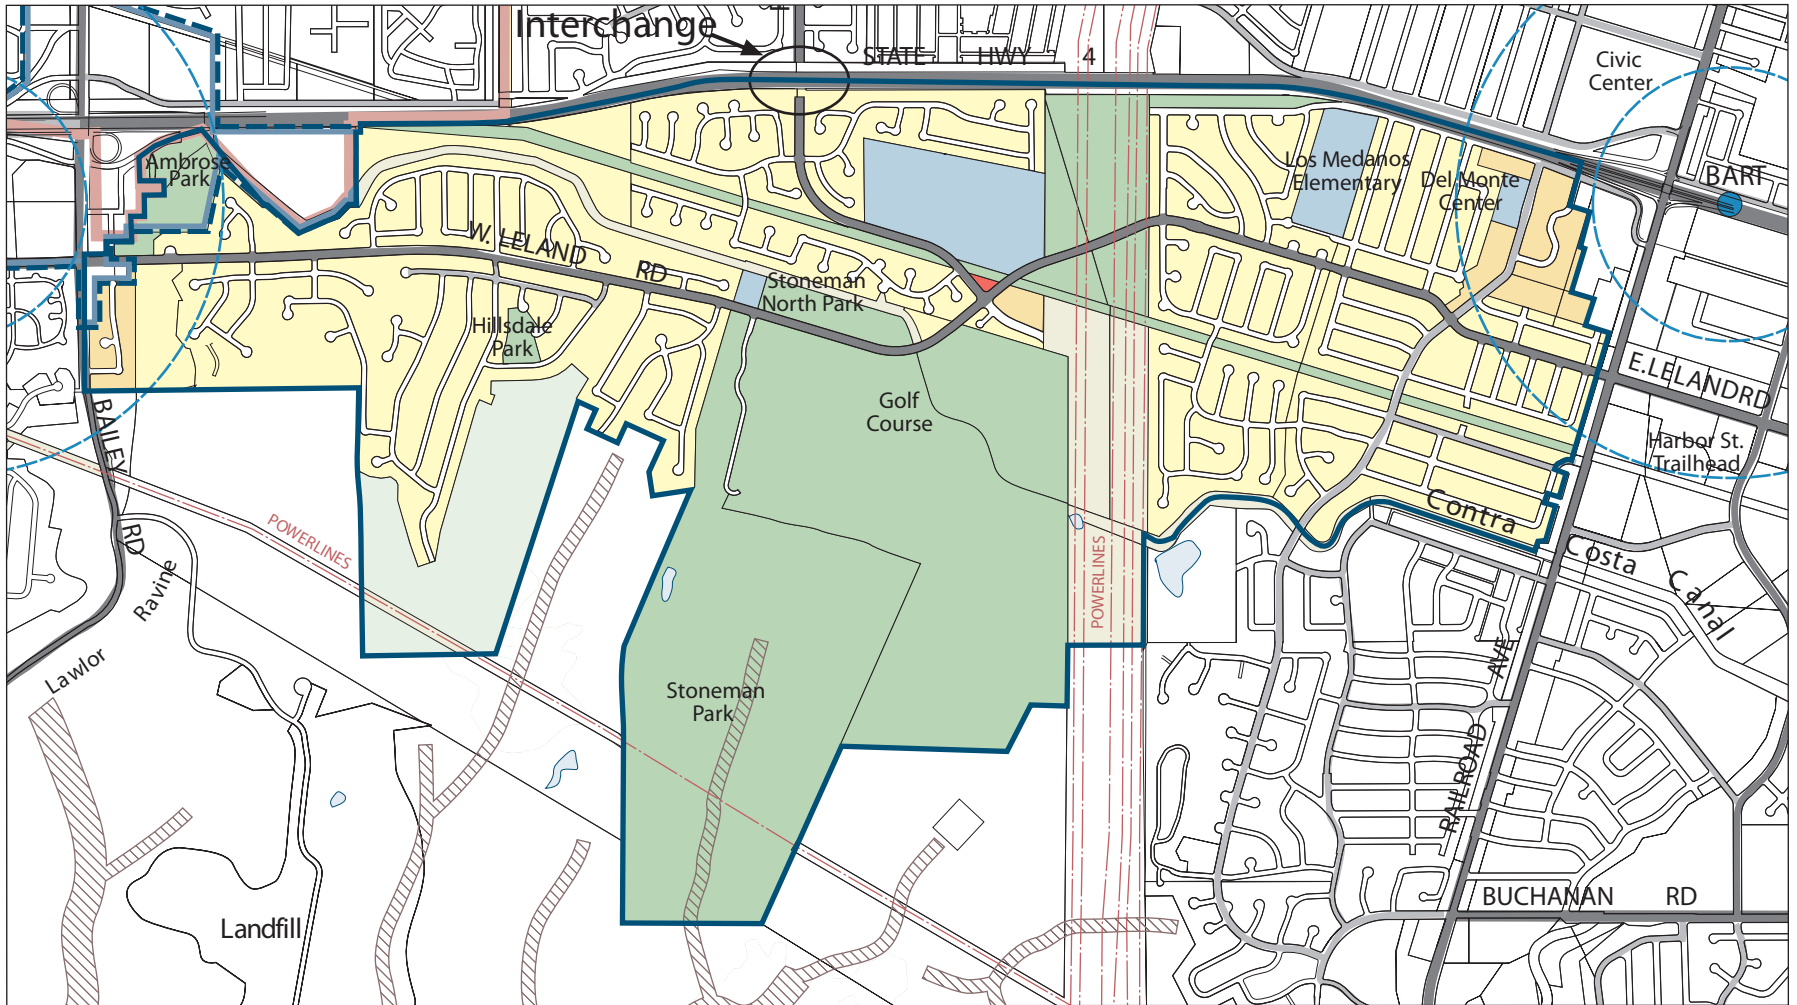 Interchange
STATE HWY 4
Civic
Center
BART
Ambrose
Park
Los Medanos
Elementary
Del Monte
Center
W. LELAND RD
Stoneman
North Park
Hillsdale
Park
E.LELANDRD
Golf
Course
Harbor St.
Trailhead
BAILEY RD
POWERLINES
Contra Costa Canal
POWERLINES
Lawlor Ravine
Stoneman
Park
RAILROAD AVE
BUCHANAN RD
Landfill